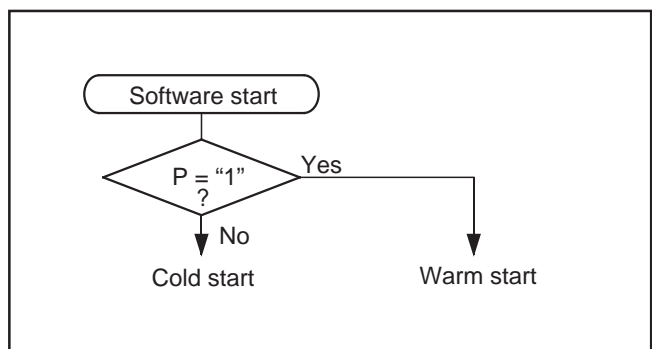 Software start
P = “1”
?
Yes
No
Cold start
Warm start